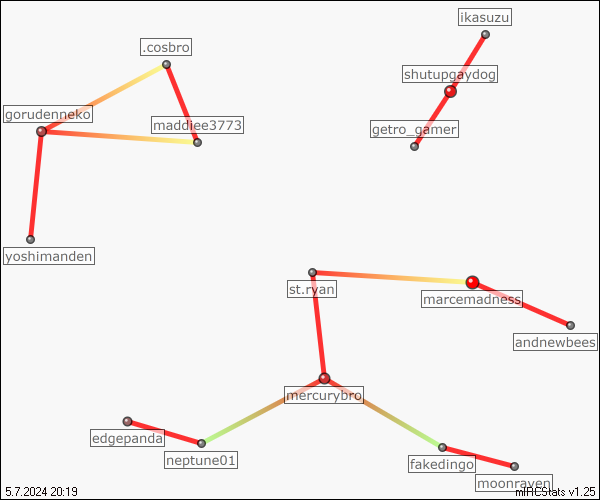 ikasuzu
.cosbro
shutupgaydog
gorudenneko
maddiee3773
getro_gamer
yoshimanden
st.ryan
marcemadness
andnewbees
mercurybro
edgepanda
neptune01
fakedingo
moonraven
5.7.2024 20:19
mIRCStats v1.25